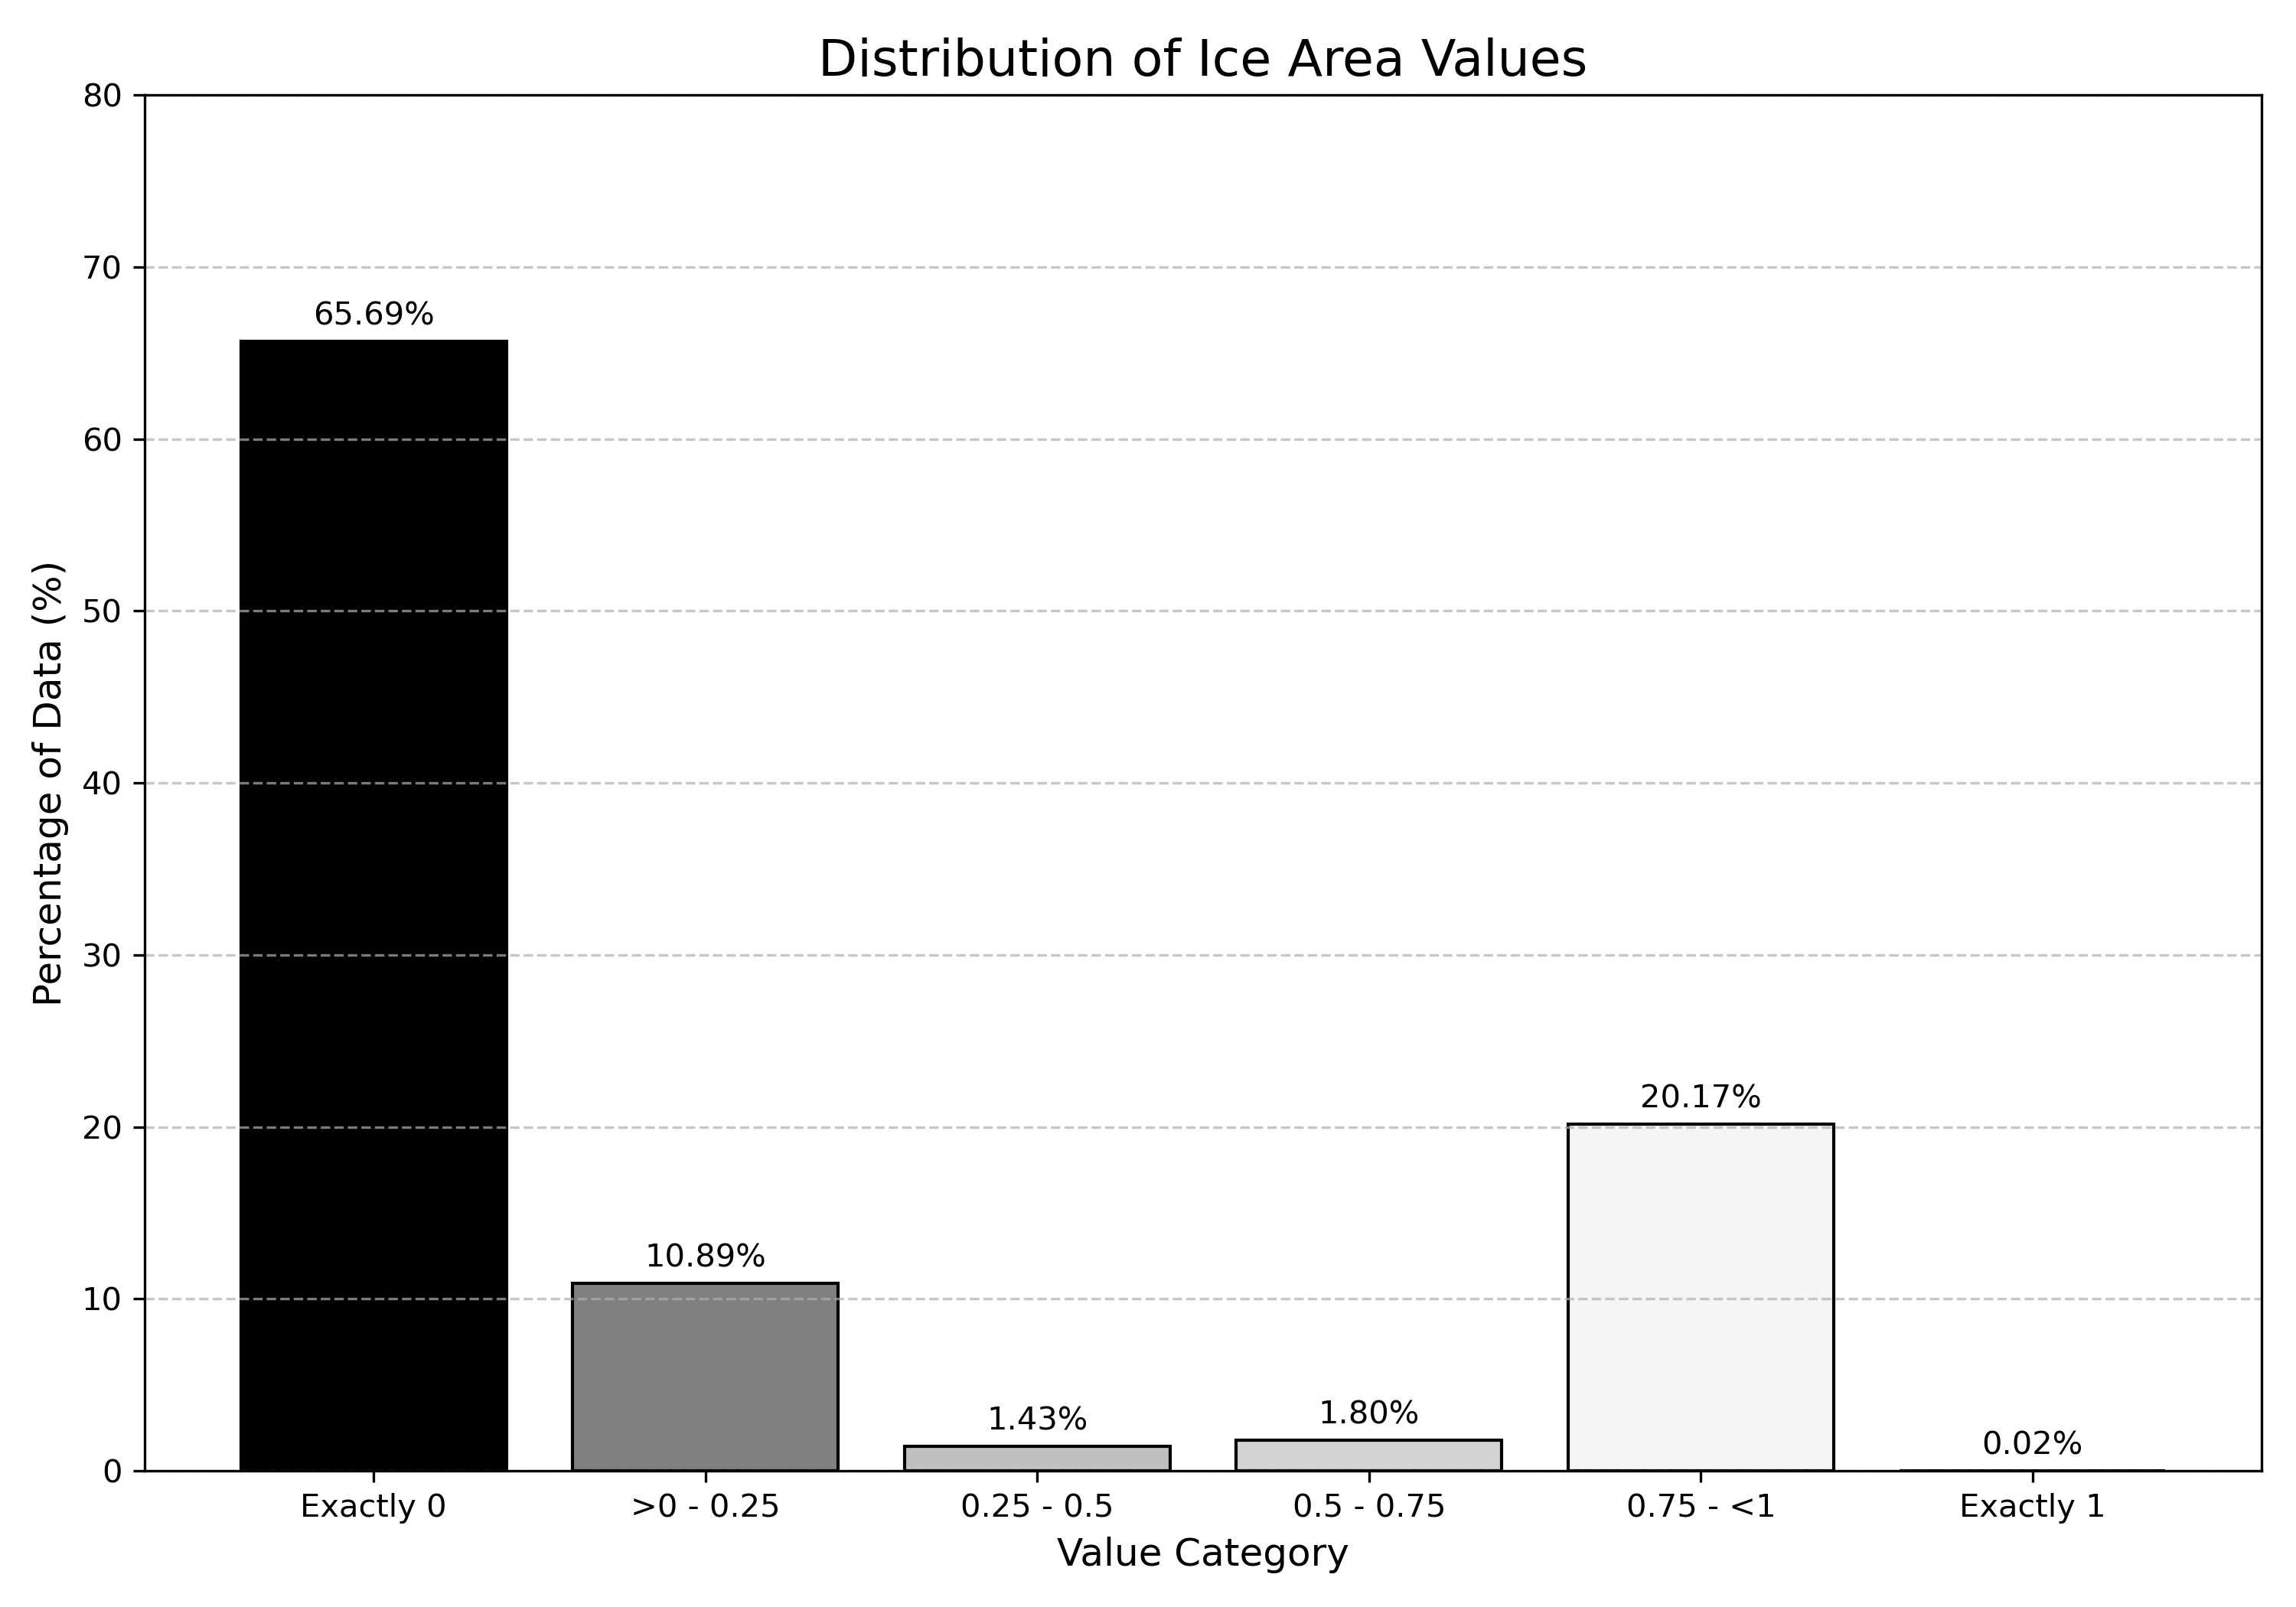 Distribution of Ice Area Values
Percentage of Data (%)
80
70
60
50
40
30
20
10
0
65.69%
10.89%
1.43%
1.80%
20.17%
0.02%
Exactly 0
>0 - 0.25
0.25 - 0.5
0.5 - 0.75
0.75 - <1
Exactly 1
Value Category